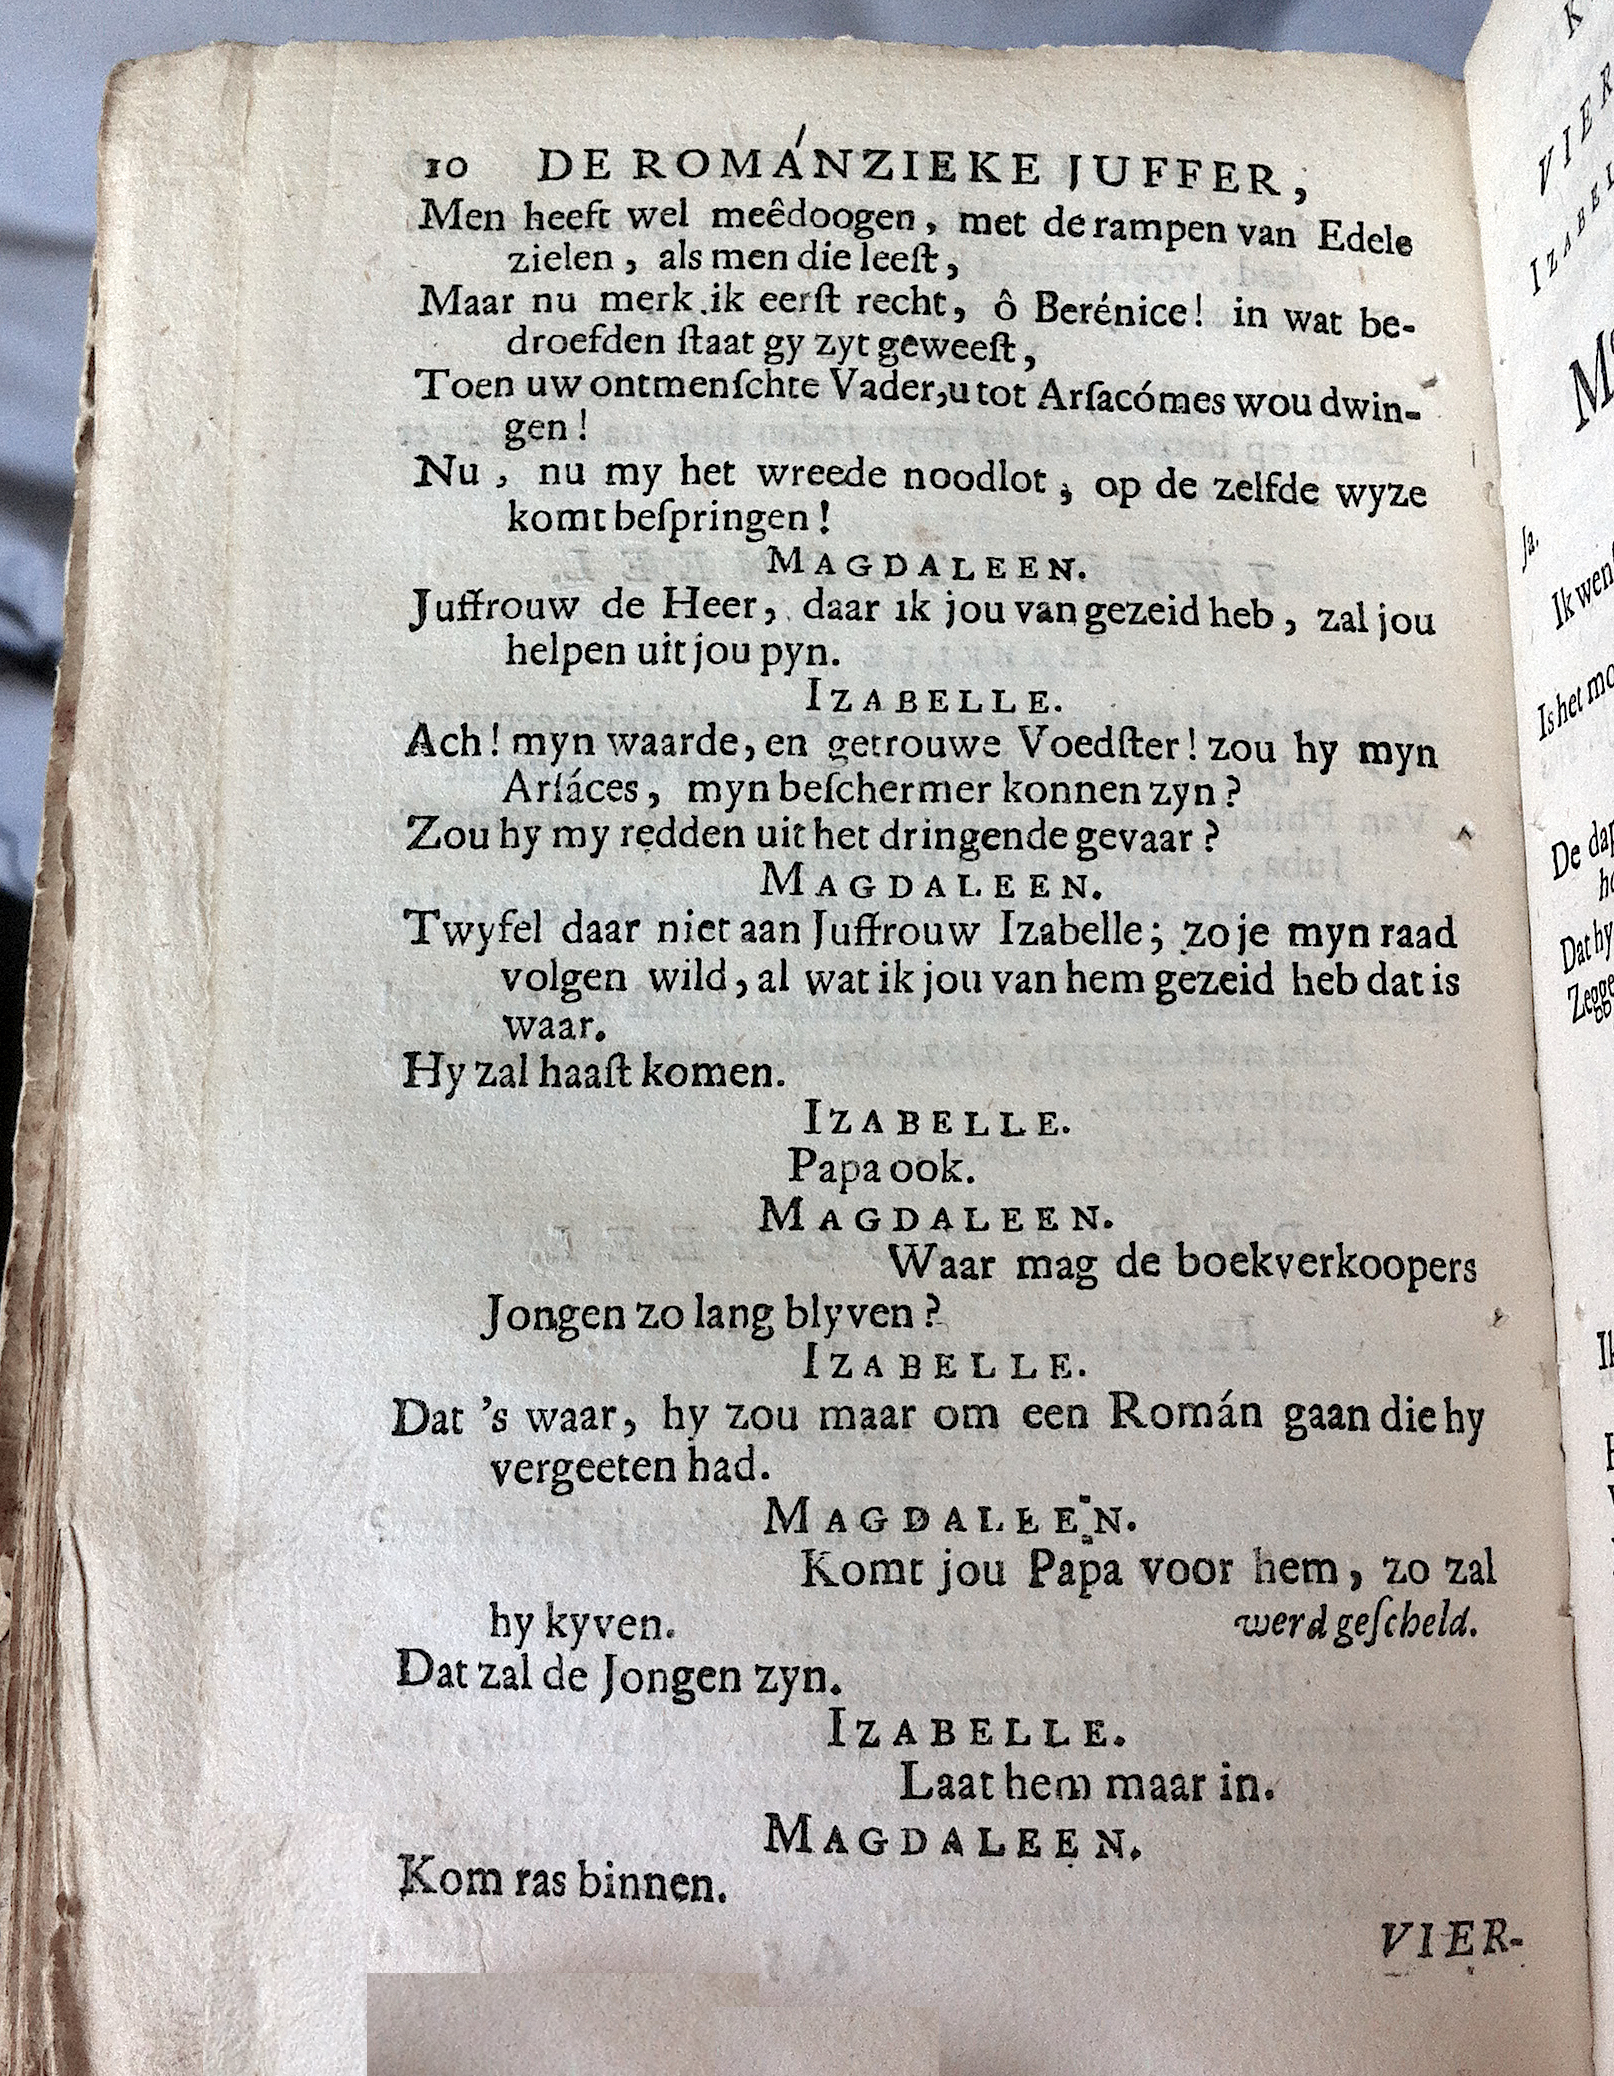 10 DE ROMÁNZIEKE JUFFER,
Men heeft wel meêdoogen, met de rampen van Edele
zielen, als men die leeſt,
Maar nu merk ik eerſt recht, ô Berénice! in wat be-
droefden ſtaat gy zyt geweeſt,
Toen uw ontmenſchte Vader, u tot Arſacómes wou dwin-
gen!
Nu, nu my het wreede noodlot, op de zelfde wyze
komt beſpringen!
MAGDALEEN.
Juffrouw de Heer, daar ik jou van gezeid heb, zal jou
helpen uit jou pyn.
IZABELLE.
Ach! myn waarde, en getrouwe Voedſter! zou hy myn
Arſáces, myn beſchermer konnen zyn?
Zou hy my redden uit het dringende gevaar?
MAGDALEEN.
Twyfel daar niet aan Juffrouw Izabelle; zo je myn raad
volgen wild, al wat ik jou van hem gezeid heb dat is
waar.
Hy zal haaſt komen.
IZABELLE.
Papa ook.
MAGDALEEN.
Waar mag de boekverkoopers
Jongen zo lang blyven?
IZABELLE.
Dat 's waar, hy zou maar om een Román gaan die hy
vergeeten had.
MAGDALEEN.
Komt jou Papa voor hem, zo zal
hy kyven. werd geſcheld.
Dat zal de Jongen zyn.
IZABELLE.
Laat hem maar in.
MAGDALEEN.
Kom ras binnen.
VIER-
Ja.
Ik wen
Is het
De
Dat hy